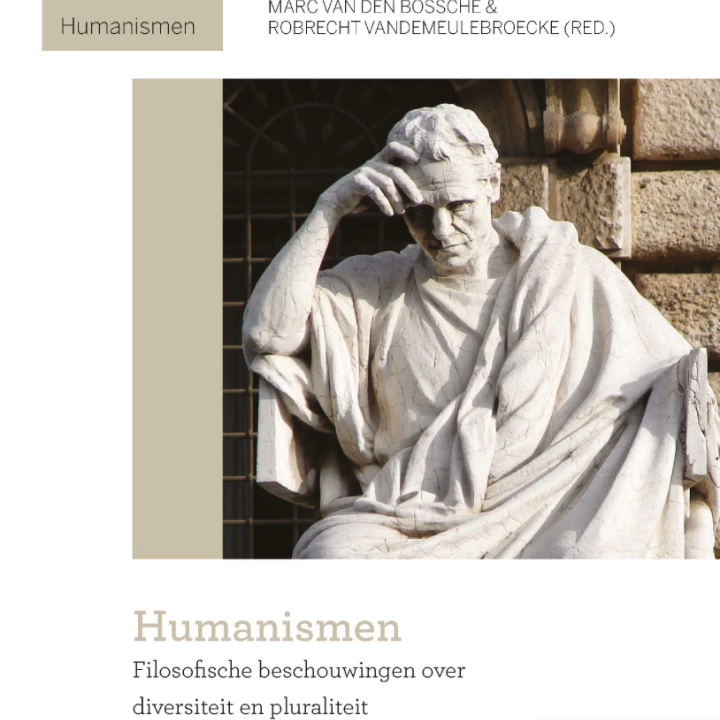 Humanismen
MARC VAN DEN BOSSCHE &
ROBRECHT VANDEMEULEBROECKE (RED.)
Humanismen
Filosofische beschouwingen over
diversiteit en pluraliteit